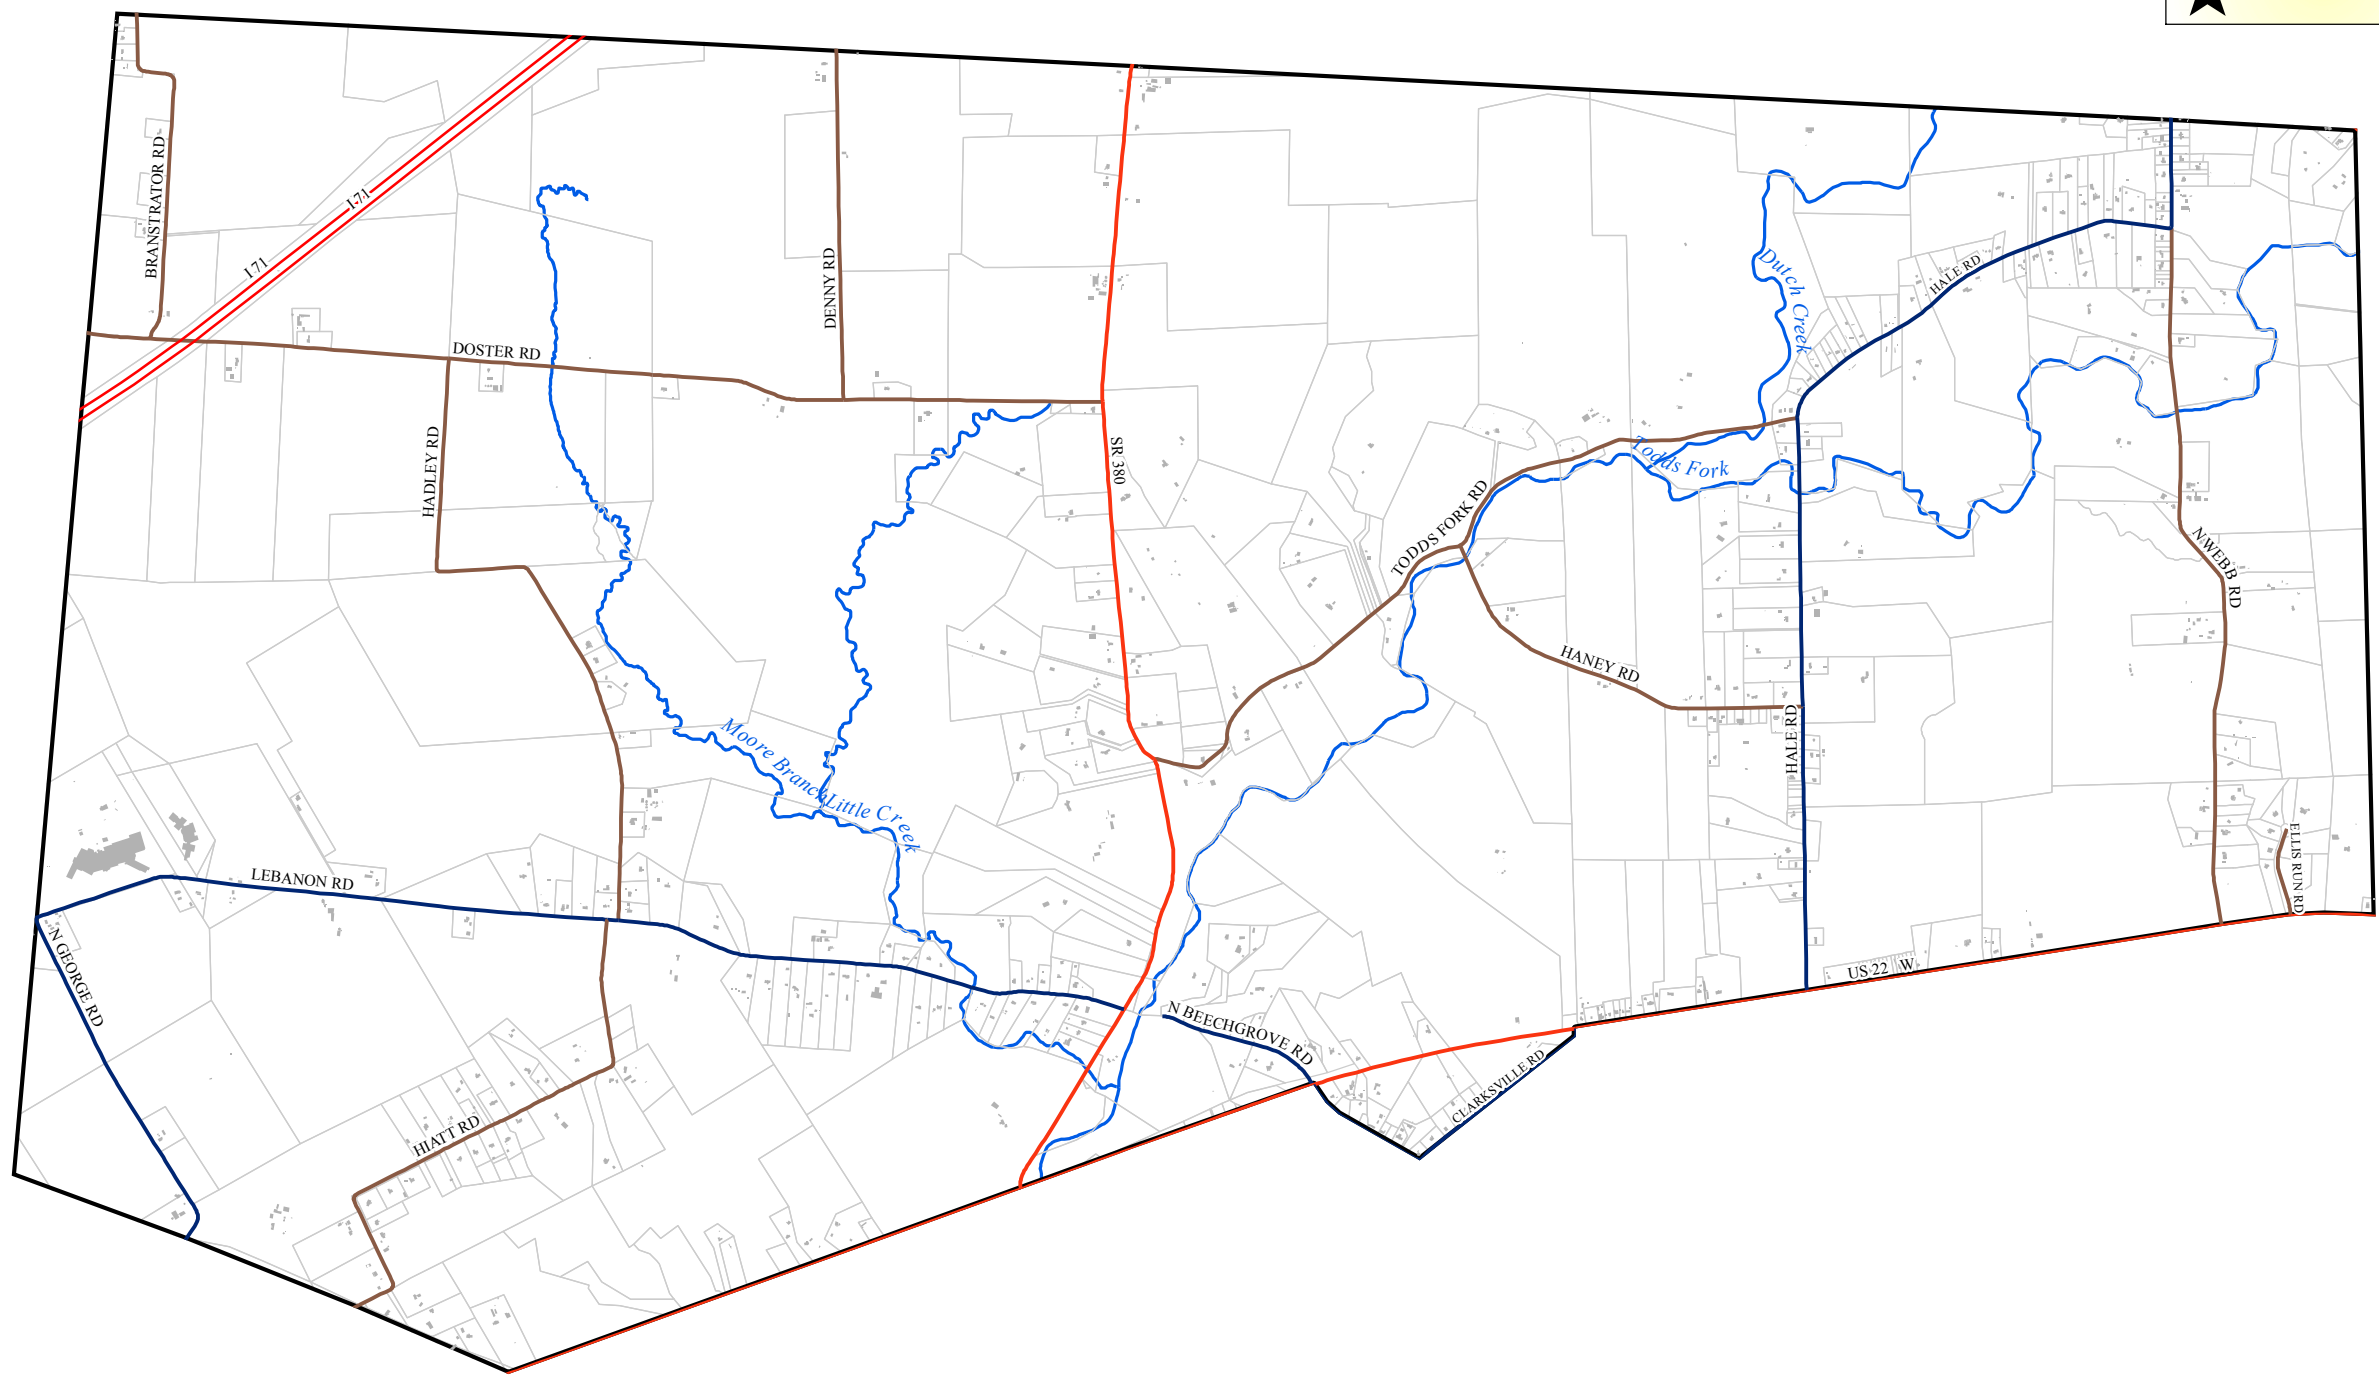 BRANSTRATOR RD
I 71
I 71
DOSTER RD
DENNY RD
HADLEY RD
SR 380
Dutch Creek
HALE RD
Todds Fork
TODDS FORK RD
N WEBB RD
HANEY RD
HALE RD
Moore Branch
Little Creek
LEBANON RD
ELLIS RUN RD
N GEORGE RD
US 22 W
N BEECHGROVE RD
CLARKSVILLE RD
HIATT RD